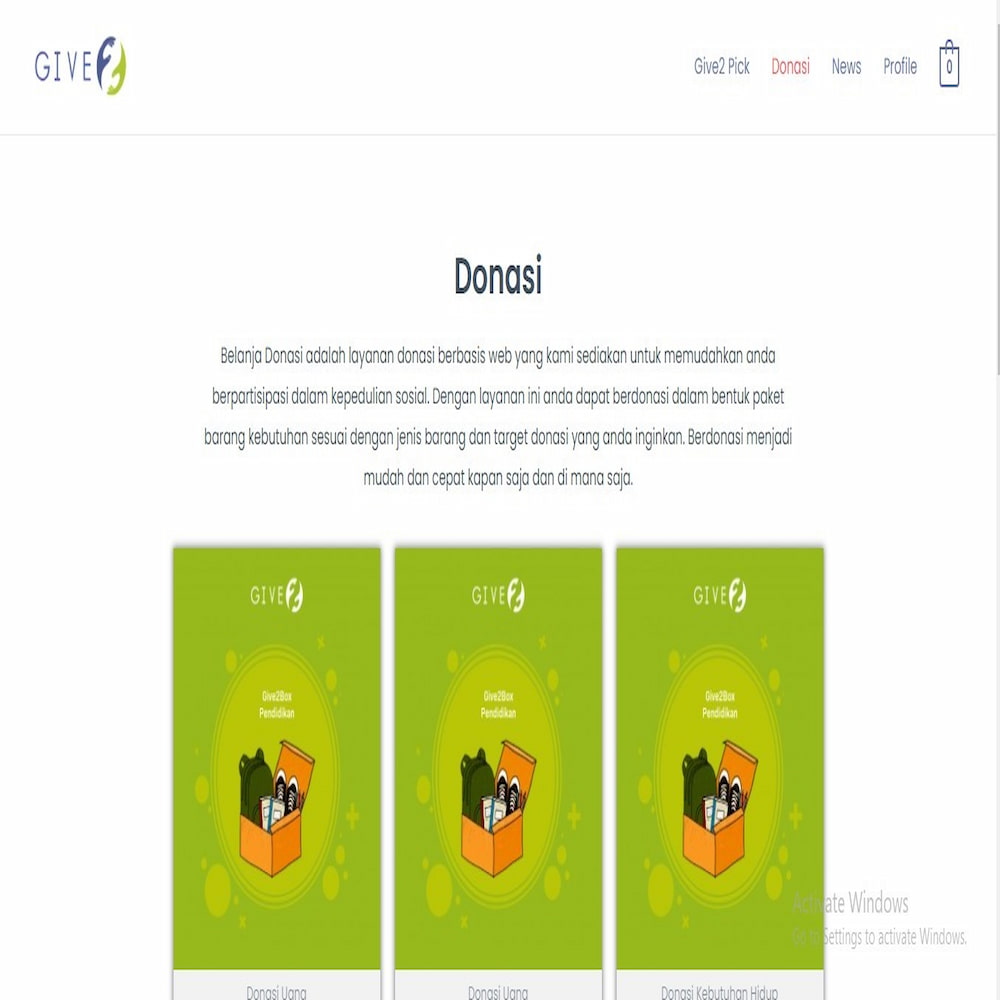 GIVE2
Give2 Pick Donasi News Profile 0
Donasi
Belanja Donasi adalah layanan donasi berbasis web yang kami sediakan untuk memudahkan anda
berpartisipasi dalam kepedulian sosial. Dengan layanan ini anda dapat berdonasi dalam bentuk paket
barang kebutuhan sesuai dengan jenis barang dan target donasi yang anda inginkan. Berdonasi menjadi
mudah dan cepat kapan saja dan di mana saja.
GIVE2
Give2Box
Pendidikan
Donasi Uang
GIVE2
Give2Box
Pendidikan
Donasi Uang
GIVE2
Give2Box
Pendidikan
Donasi Kebutuhan Hidup
Activate Windows
Go to Settings to activate Windows.